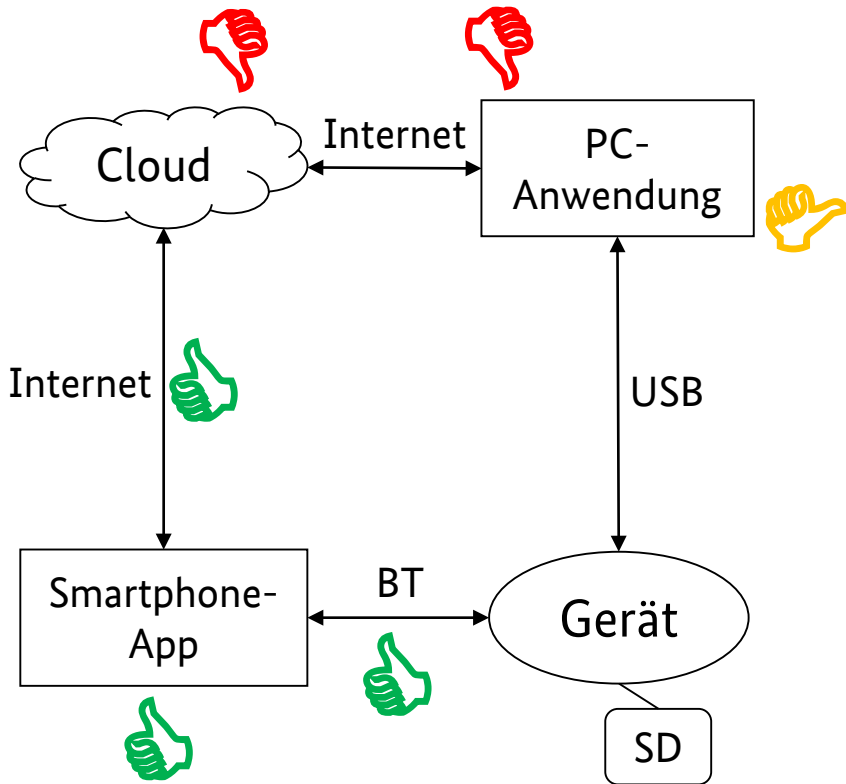 Internet
Cloud
PC-
Anwendung
Internet
USB
BT
Smartphone-
App
Gerät
SD